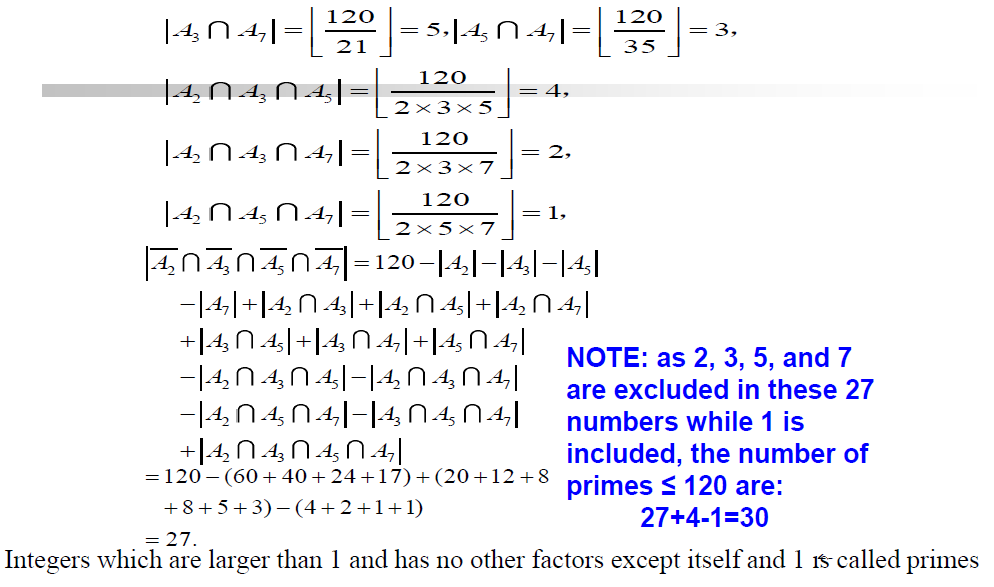 |A₃ ∩ A₇| = ⌊120/21⌋ = 5, |A₅ ∩ A₇| = ⌊120/35⌋ = 3,
|A₂ ∩ A₃ ∩ A₅| = ⌊120/(2×3×5)⌋ = 4,
|A₂ ∩ A₃ ∩ A₇| = ⌊120/(2×3×7)⌋ = 2,
|A₂ ∩ A₅ ∩ A₇| = ⌊120/(2×5×7)⌋ = 1,
|A̅₂ ∩ A̅₃ ∩ A̅₅ ∩ A̅₇| = 120 − |A₂| − |A₃| − |A₅|
− |A₇| + |A₂ ∩ A₃| + |A₂ ∩ A₅| + |A₂ ∩ A₇|
+ |A₃ ∩ A₅| + |A₃ ∩ A₇| + |A₅ ∩ A₇|
− |A₂ ∩ A₃ ∩ A₅| − |A₂ ∩ A₃ ∩ A₇|
− |A₂ ∩ A₅ ∩ A₇| − |A₃ ∩ A₅ ∩ A₇|
+ |A₂ ∩ A₃ ∩ A₅ ∩ A₇|
= 120 − (60 + 40 + 24 + 17) + (20 + 12 + 8
+ 8 + 5 + 3) − (4 + 2 + 1 + 1)
= 27.
NOTE: as 2, 3, 5, and 7
are excluded in these 27
numbers while 1 is
included, the number of
primes ≤ 120 are:
27+4-1=30
Integers which are larger than 1 and has no other factors except itself and 1 is called primes